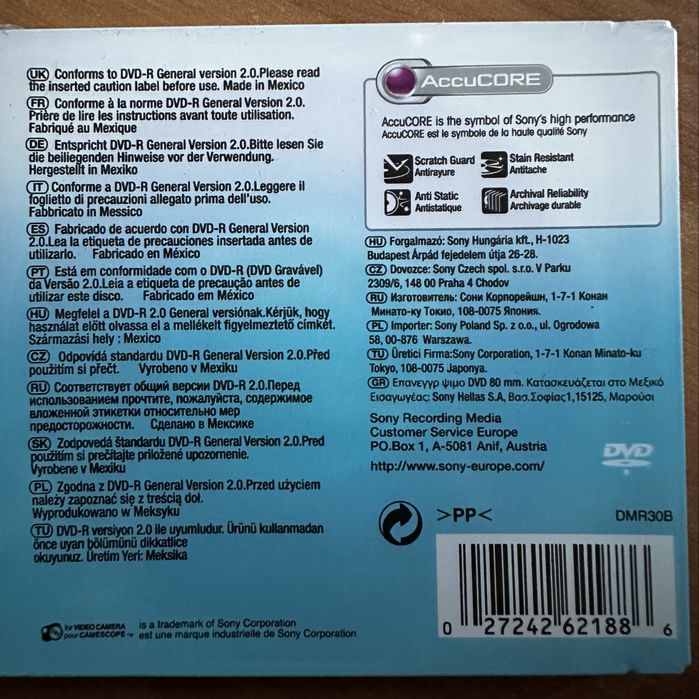 UK Conforms to DVD-R General version 2.0.Please read
the inserted caution label before use. Made in Mexico
FR Conforme à la norme DVD-R General Version 2.0.
Prière de lire les instructions avant toute utilisation.
Fabriqué au Mexique
DE Entspricht DVD-R General Version 2.0.Bitte lesen Sie
die beiliegenden Hinweise vor der Verwendung.
Hergestellt in Mexiko
IT Conforme a DVD-R General Version 2.0.Leggere il
foglietto di precauzioni allegato prima dell'uso.
Fabbricato in Messico
ES Fabricado de acuerdo con DVD-R General Version
2.0.Lea la etiqueta de precauciones insertada antes de
utilizarlo. Fabricado en México
PT Está em conformidade com o DVD-R (DVD Gravável)
da Versão 2.0.Leia a etiqueta de precaução antes de
utilizar este disco. Fabricado em México
HU Megfelel a DVD-R 2.0 General versiónak.Kérjük, hogy
használat előtt olvassa el a mellékelt figyelmeztető címkét.
Származási hely : Mexico
CZ Odpovídá standardu DVD-R General Version 2.0.Před
použitím si přečt. Vyrobeno v Mexiku
RU Соответствует общий версии DVD-R 2.0.Перед
использованием прочтите, пожалуйста, содержимое
вложенной этикетки относительно мер
предосторожности. Сделано в Мексике
SK Zodpovedá štandardu DVD-R General Version 2.0.Pred
použitím si prečítajte priložené upozornenie.
Vyrobene v Mexiku
PL Zgodna z DVD-R General Version 2.0.Przed użyciem
należy zapoznać się z treścią doł.
Wyprodukowano w Meksyku
TU DVD-R versiyon 2.0 ile uyumludur. Ürünü kullanmadan
önce uyarı bölümünü dikkatlice
okuyunuz. Üretim Yeri: Meksika
for VIDEO CAMERA
pour CAMESCOPE ™
is a trademark of Sony Corporation
est une marque industrielle de Sony Corporation
AccuCORE
AccuCORE is the symbol of Sony's high performance
AccuCORE est le symbole de la haute qualité Sony
Scratch Guard
Antirayure
Stain Resistant
Antitache
Anti Static
Antistatique
Archival Reliability
Archivage durable
HU Forgalmazó: Sony Hungária kft., H-1023
Budapest Árpád fejedelem útja 26-28.
CZ Dovozce: Sony Czech spol. s.r.o. V Parku
2309/6, 148 00 Praha 4 Chodov
RU Изготовитель: Сони Корпорейшн, 1-7-1 Конан
Минато-ку Токио, 108-0075 Япония.
PL Importer: Sony Poland Sp. z o.o., ul. Ogrodowa
58, 00-876 Warszawa.
TU Üretici Firma:Sony Corporation, 1-7-1 Konan Minato-ku
Tokyo, 108-0075 Japonya.
GR Επανεγγρ ψιμο DVD 80 mm. Κατασκευάζεται στο Μεξικό
Εισαγωγέας: Sony Hellas S.A, Βασ.Σοφίας1,15125, Μαρούσι
Sony Recording Media
Customer Service Europe
PO.Box 1, A-5081 Anif, Austria
http://www.sony-europe.com/
DVD
>PP<
DMR30B
0 27242 62188 6